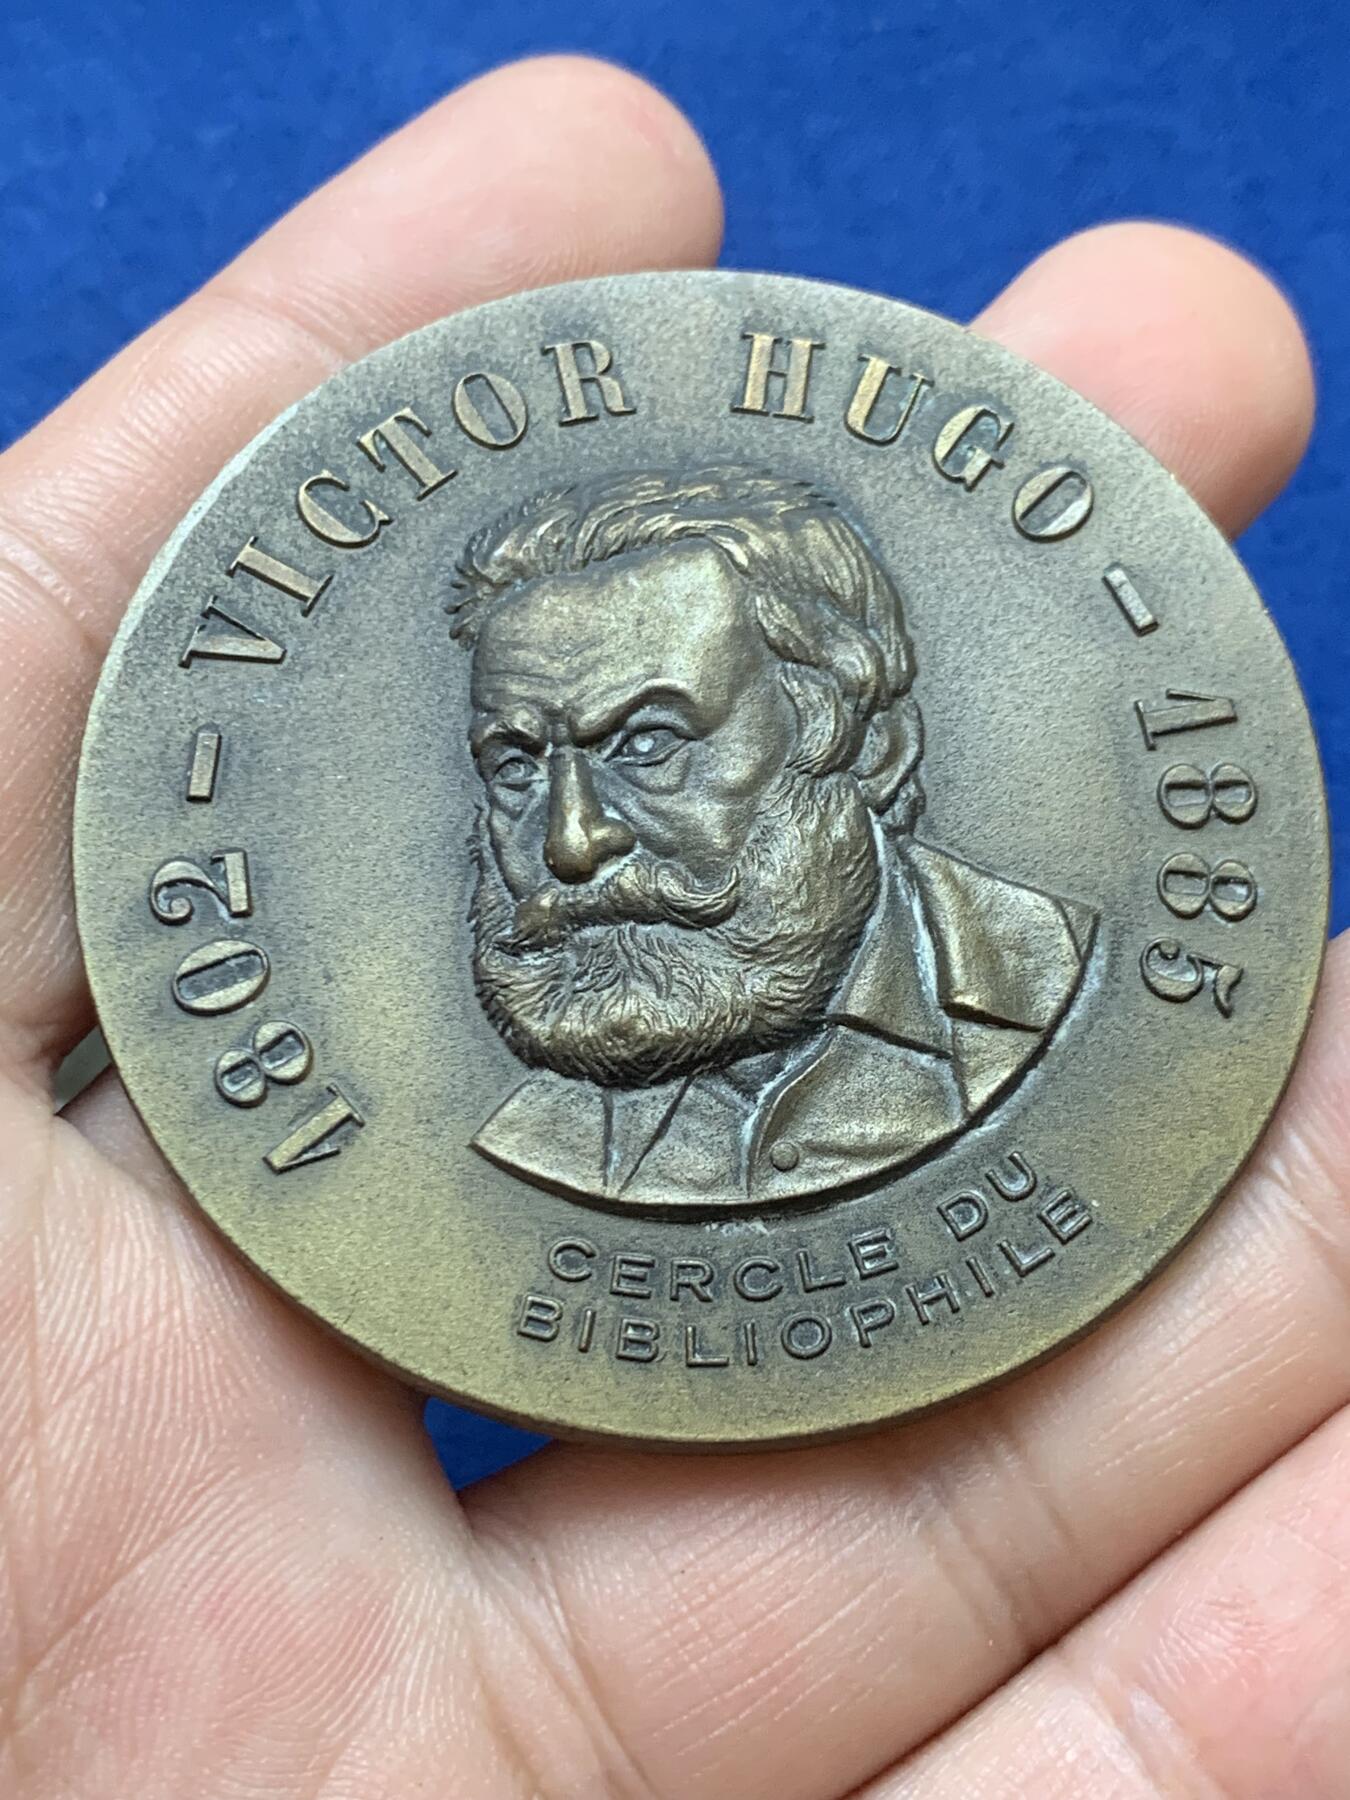 1802 - VICTOR HUGO - 1885
CERCLE DU
BIBLIOPHILE